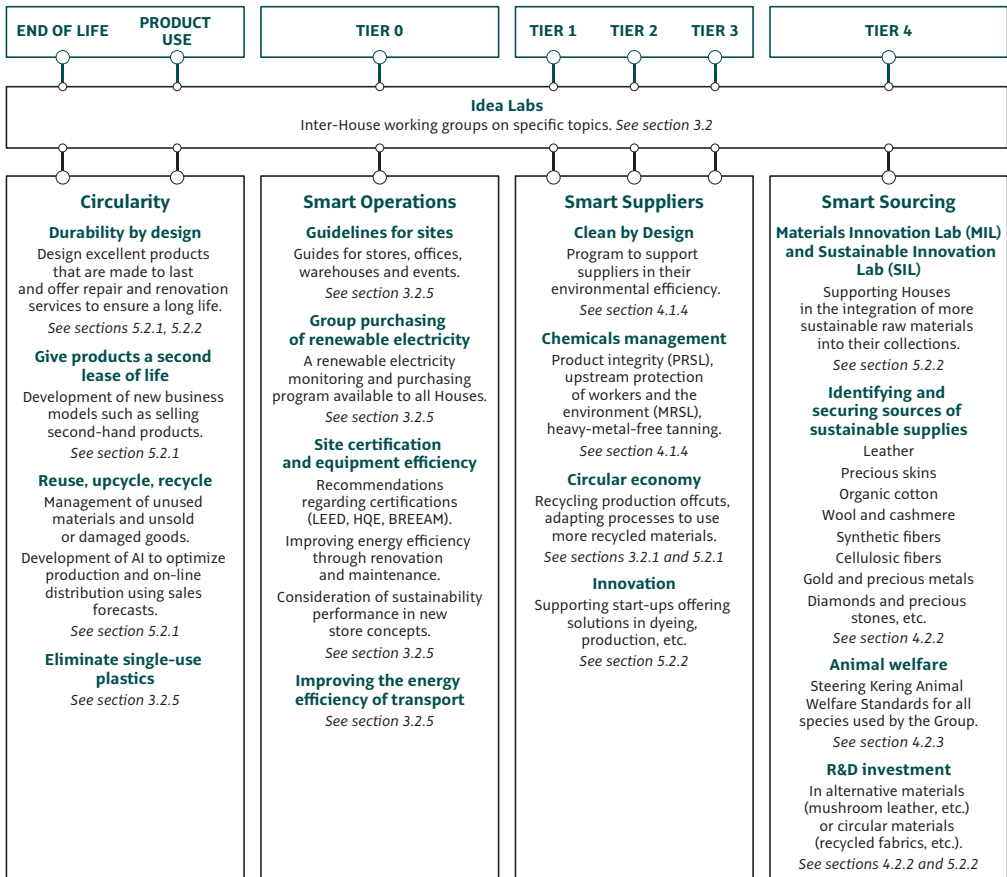 END OF LIFE
PRODUCT
USE
TIER 0
TIER 1
TIER 2
TIER 3
TIER 4
Idea Labs
Inter-House working groups on specific topics. See section 3.2
Circularity
Durability by design
Design excellent products
that are made to last
and offer repair and renovation
services to ensure a long life.
See sections 5.2.1, 5.2.2
Give products a second
lease of life
Development of new business
models such as selling
second-hand products.
See section 5.2.1
Reuse, upcycle, recycle
Management of unused
materials and unsold
or damaged goods.
Development of AI to optimize
production and on-line
distribution using sales
forecasts.
See section 5.2.1
Eliminate single-use
plastics
See section 3.2.5
Smart Operations
Guidelines for sites
Guides for stores, offices,
warehouses and events.
See section 3.2.5
Group purchasing
of renewable electricity
A renewable electricity
monitoring and purchasing
program available to all Houses.
See section 3.2.5
Site certification
and equipment efficiency
Recommendations
regarding certifications
(LEED, HQE, BREEAM).
Improving energy efficiency
through renovation
and maintenance.
Consideration of sustainability
performance in new
store concepts.
See section 3.2.5
Improving the energy
efficiency of transport
See section 3.2.5
Smart Suppliers
Clean by Design
Program to support
suppliers in their
environmental efficiency.
See section 4.1.4
Chemicals management
Product integrity (PRSL),
upstream protection
of workers and the
environment (MRSL),
heavy-metal-free tanning.
See section 4.1.4
Circular economy
Recycling production offcuts,
adapting processes to use
more recycled materials.
See sections 3.2.1 and 5.2.1
Innovation
Supporting start-ups offering
solutions in dyeing,
production, etc.
See section 5.2.2
Smart Sourcing
Materials Innovation Lab (MIL)
and Sustainable Innovation
Lab (SIL)
Supporting Houses
in the integration of more
sustainable raw materials
into their collections.
See section 5.2.2
Identifying and
securing sources of
sustainable supplies
Leather
Precious skins
Organic cotton
Wool and cashmere
Synthetic fibers
Cellulosic fibers
Gold and precious metals
Diamonds and precious
stones, etc.
See section 4.2.2
Animal welfare
Steering Kering Animal
Welfare Standards for all
species used by the Group.
See section 4.2.3
R&D investment
In alternative materials
(mushroom leather, etc.)
or circular materials
(recycled fabrics, etc.).
See sections 4.2.2 and 5.2.2